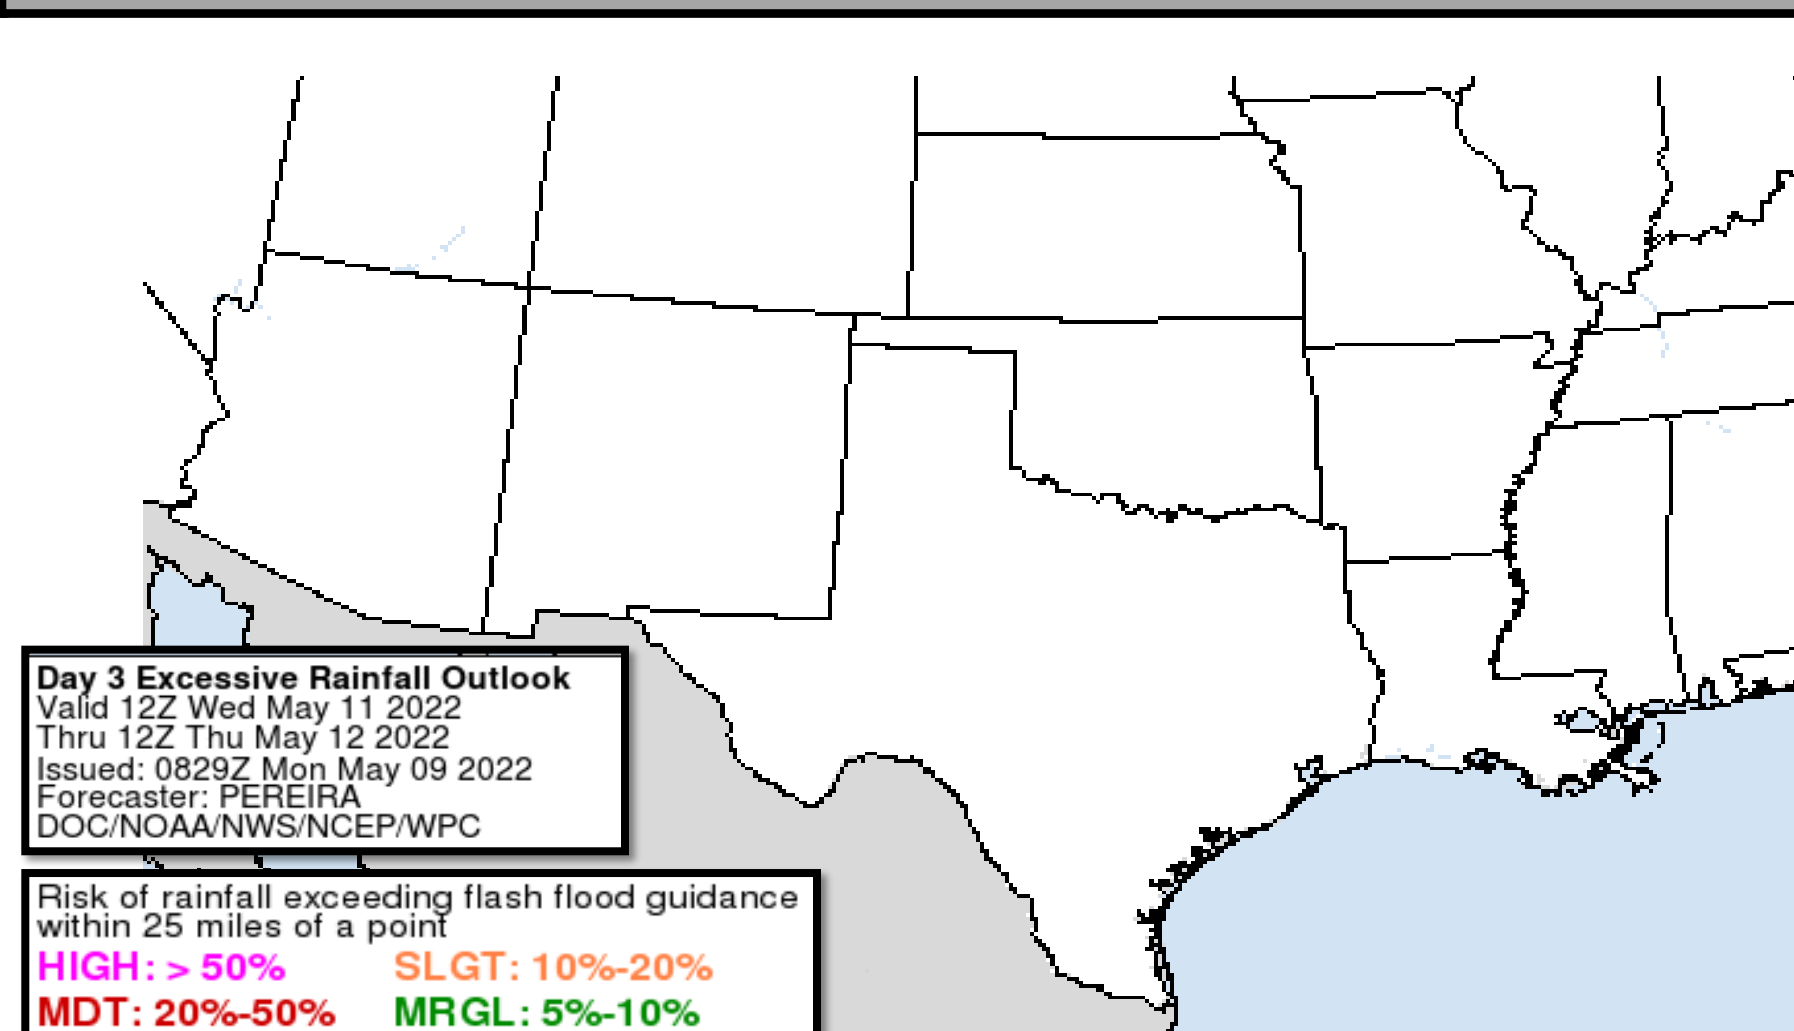 Day 3 Excessive Rainfall Outlook
Valid 12Z Wed May 11 2022
Thru 12Z Thu May 12 2022
Issued: 0829Z Mon May 09 2022
Forecaster: PEREIRA
DOC/NOAA/NWS/NCEP/WPC
Risk of rainfall exceeding flash flood guidance
within 25 miles of a point
HIGH: > 50% SLGT: 10%-20%
MDT: 20%-50% MRGL: 5%-10%